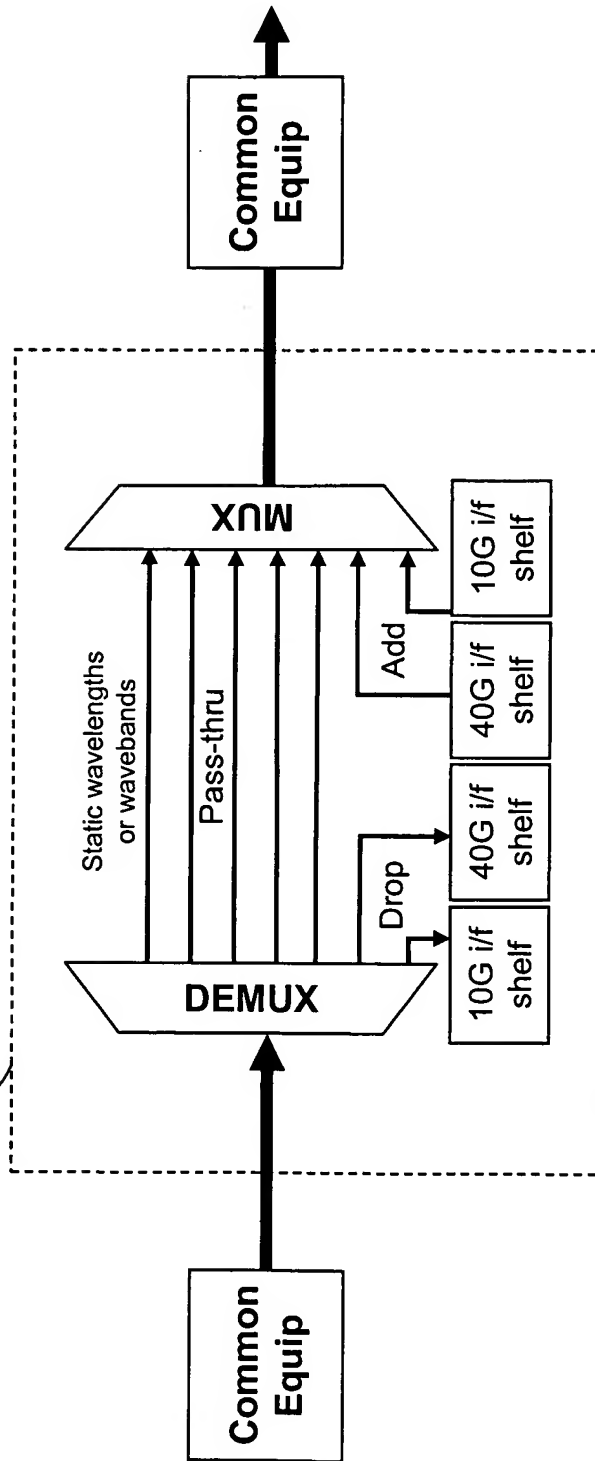 Common
Equip
DEMUX
Static wavelengths
or wavebands
Pass-thru
Drop
Add
MUX
10G i/f
shelf
40G i/f
shelf
40G i/f
shelf
10G i/f
shelf
Common
Equip